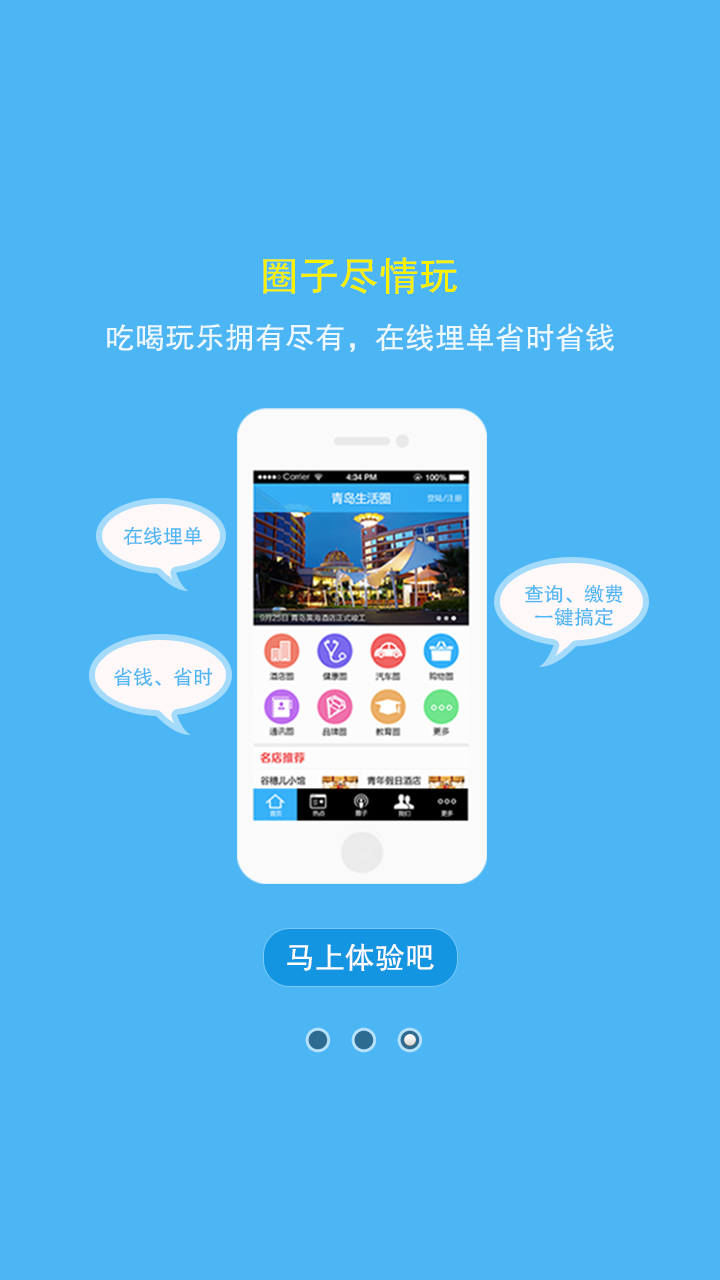 圈子尽情玩
吃喝玩乐拥有尽有，在线埋单省时省钱
Carrier 4:34 PM 100%
青岛生活圈 登陆/注册
在线埋单
查询、缴费
一键搞定
9月25日 青岛富海酒店正式竣工
省钱、省时
酒店圈 健康圈 汽车圈 购物圈
通讯圈 品牌圈 教育圈 更多
名店推荐
谷穗儿小馆 青年假日酒店
首页 热点 圈子 我们 更多
马上体验吧